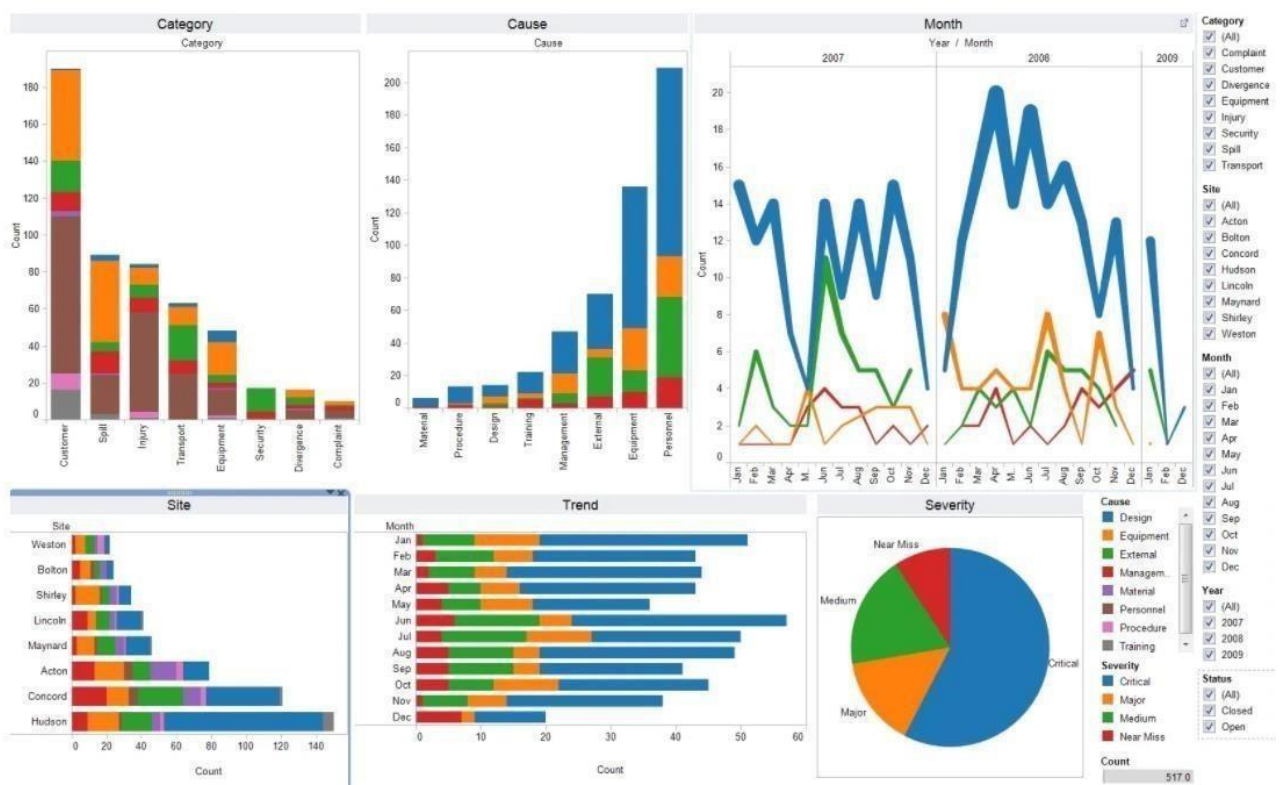 Category
Category
Count
180
160
140
120
100
80
60
40
20
0
Customer
Spill
Injury
Transport
Equipment
Security
Divergence
Complaint
Cause
Cause
Count
200
180
160
140
120
100
80
60
40
20
0
Material
Procedure
Design
Training
Management
External
Equipment
Personnel
Month
Year / Month
2007
2008
2009
Count
20
18
16
14
12
10
8
6
4
2
0
Jan
Feb
Mar
Apr
M..
Jun
Jul
Aug
Sep
Oct
Nov
Dec
Jan
Feb
Mar
Apr
M..
Jun
Jul
Aug
Sep
Oct
Nov
Dec
Jan
Feb
Dec
Category
(All)
Complaint
Customer
Divergence
Equipment
Injury
Security
Spill
Transport
Site
(All)
Acton
Bolton
Concord
Hudson
Lincoln
Maynard
Shirley
Weston
Month
(All)
Jan
Feb
Mar
Apr
May
Jun
Jul
Aug
Sep
Oct
Nov
Dec
Year
(All)
2007
2008
2009
Status
(All)
Closed
Open
Site
Site
Weston
Bolton
Shirley
Lincoln
Maynard
Acton
Concord
Hudson
0 20 40 60 80 100 120 140
Count
Trend
Month
Jan
Feb
Mar
Apr
May
Jun
Jul
Aug
Sep
Oct
Nov
Dec
0 10 20 30 40 50 60
Count
Severity
Near Miss
Medium
Major
Critical
Cause
Design
Equipment
External
Managem..
Material
Personnel
Procedure
Training
Severity
Critical
Major
Medium
Near Miss
Count
517.0